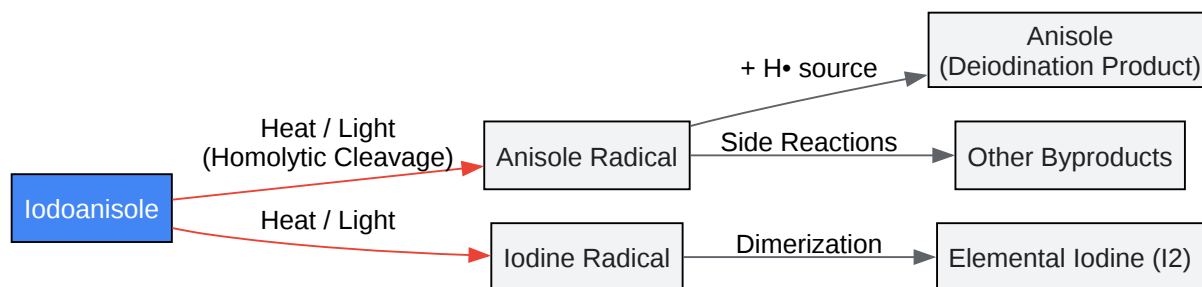 Anisole
(Deiodination Product)
+ H• source
Heat / Light
(Homolytic Cleavage)
Anisole Radical
Side Reactions
Other Byproducts
Iodoanisole
Heat / Light
Iodine Radical
Dimerization
Elemental Iodine (I2)